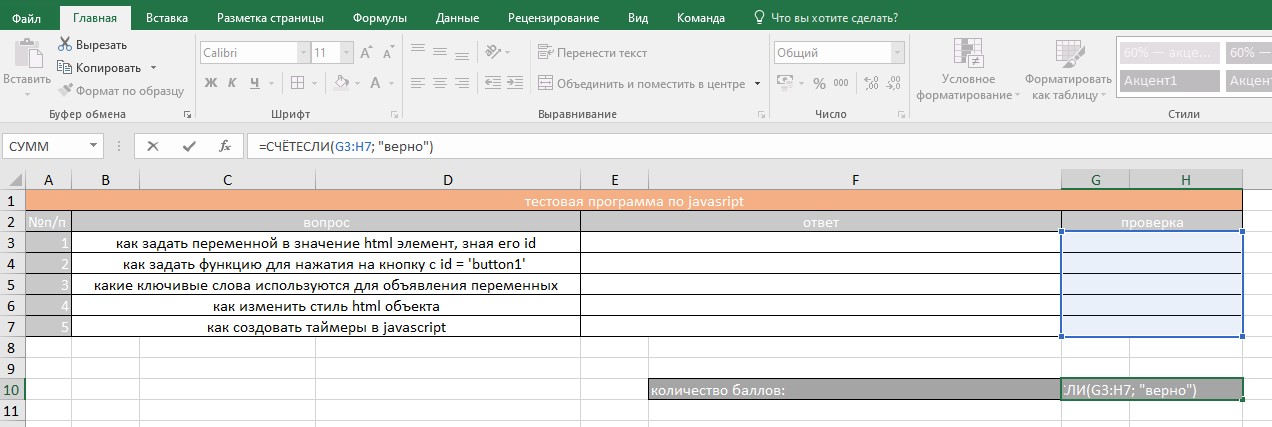 Файл Главная Вставка Разметка страницы Формулы Данные Рецензирование Вид Команда Что вы хотите сделать?
Вставить
Вырезать
Копировать
Формат по образцу
Буфер обмена
Calibri 11
Ж К Ч
Шрифт
Перенести текст
Объединить и поместить в центре
Выравнивание
Общий
% 000
Число
Условное форматирование
Форматировать как таблицу
60% — акце... 60% —
Акцент1 Акцент
Стили
СУММ fx =СЧЁТЕСЛИ(G3:H7; "верно")
A B C D E F G H
1 тестовая программа по javasript
2 №п/п вопрос ответ проверка
3 1 как задать переменной в значение html элемент, зная его id
4 2 как задать функцию для нажатия на кнопку с id = 'button1'
5 3 какие ключивые слова используются для объявления переменных
6 4 как изменить стиль html объекта
7 5 как создовать таймеры в javascript
8
9
10 количество баллов: ЛИ(G3:H7; "верно")
11